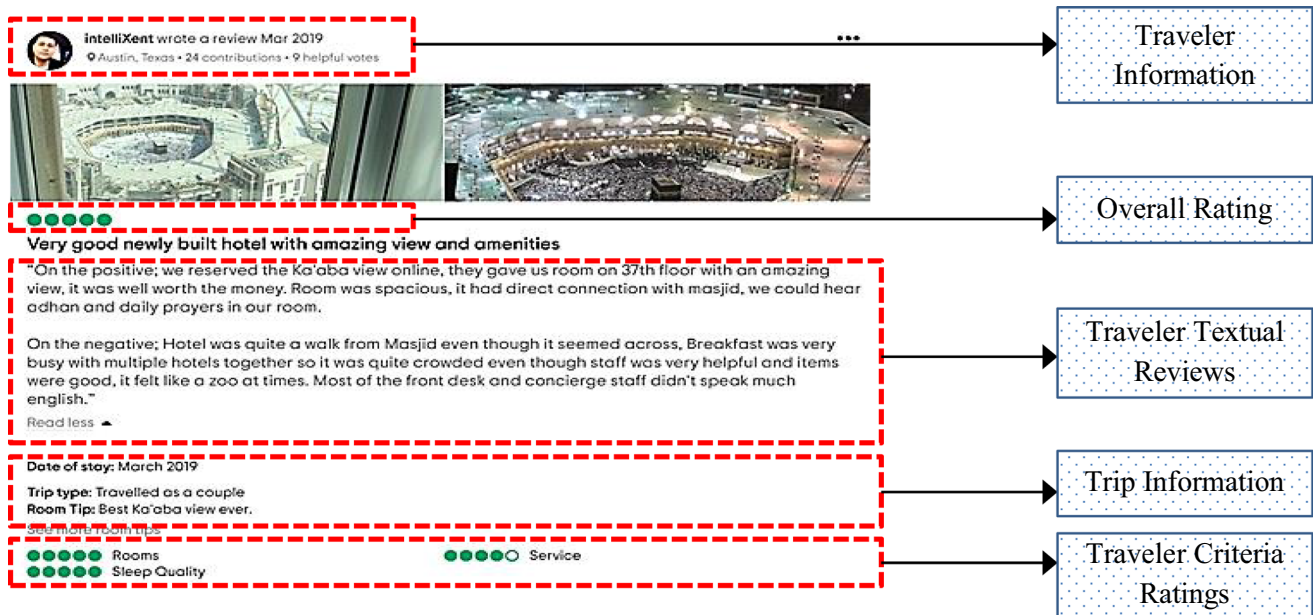 intelliXent wrote a review Mar 2019
Austin, Texas • 24 contributions • 9 helpful votes
•••
Traveler
Information
Overall Rating
Very good newly built hotel with amazing view and amenities
"On the positive; we reserved the Ka'aba view online, they gave us room on 37th floor with an amazing
view, it was well worth the money. Room was spacious, it had direct connection with masjid, we could hear
adhan and daily prayers in our room.
On the negative; Hotel was quite a walk from Masjid even though it seemed across, Breakfast was very
busy with multiple hotels together so it was quite crowded even though staff was very helpful and items
were good, it felt like a zoo at times. Most of the front desk and concierge staff didn't speak much
english."
Read less
Traveler Textual
Reviews
Date of stay: March 2019
Trip type: Travelled as a couple
Room Tip: Best Ka'aba view ever.
See more room tips
Trip Information
Rooms
Service
Sleep Quality
Traveler Criteria
Ratings